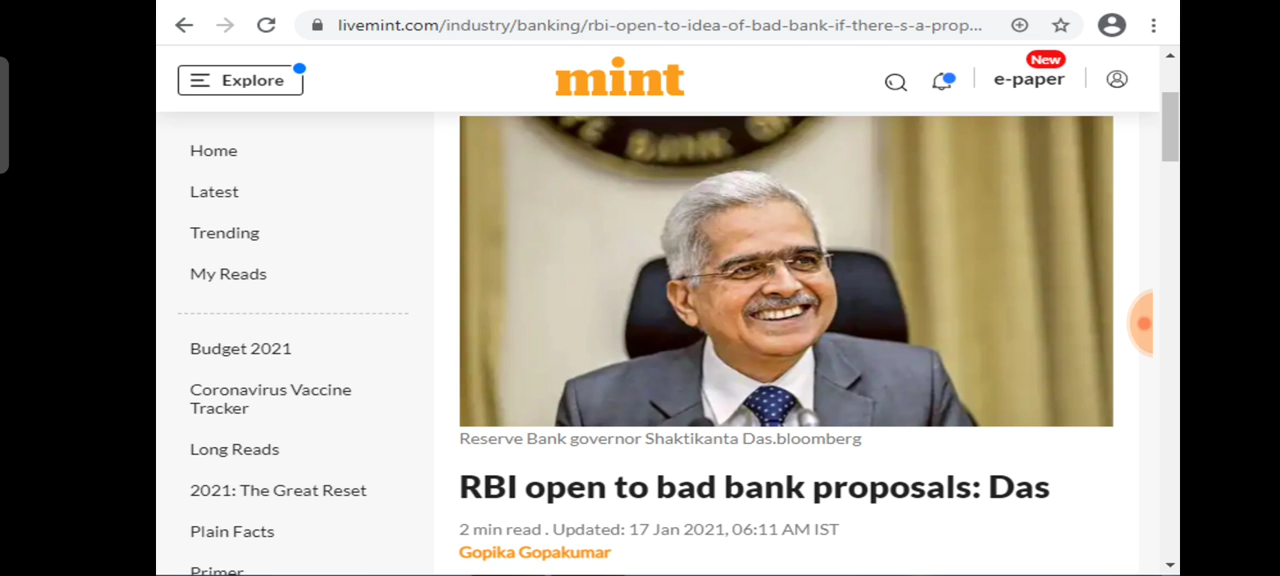 livemint.com/industry/banking/rbi-open-to-idea-of-bad-bank-if-there-s-a-prop...
Explore
mint
New
e-paper
Home
Latest
Trending
My Reads
Budget 2021
Coronavirus Vaccine
Tracker
Long Reads
2021: The Great Reset
Plain Facts
Primer
BANK
Reserve Bank governor Shaktikanta Das.bloomberg
RBI open to bad bank proposals: Das
2 min read . Updated: 17 Jan 2021, 06:11 AM IST
Gopika Gopakumar